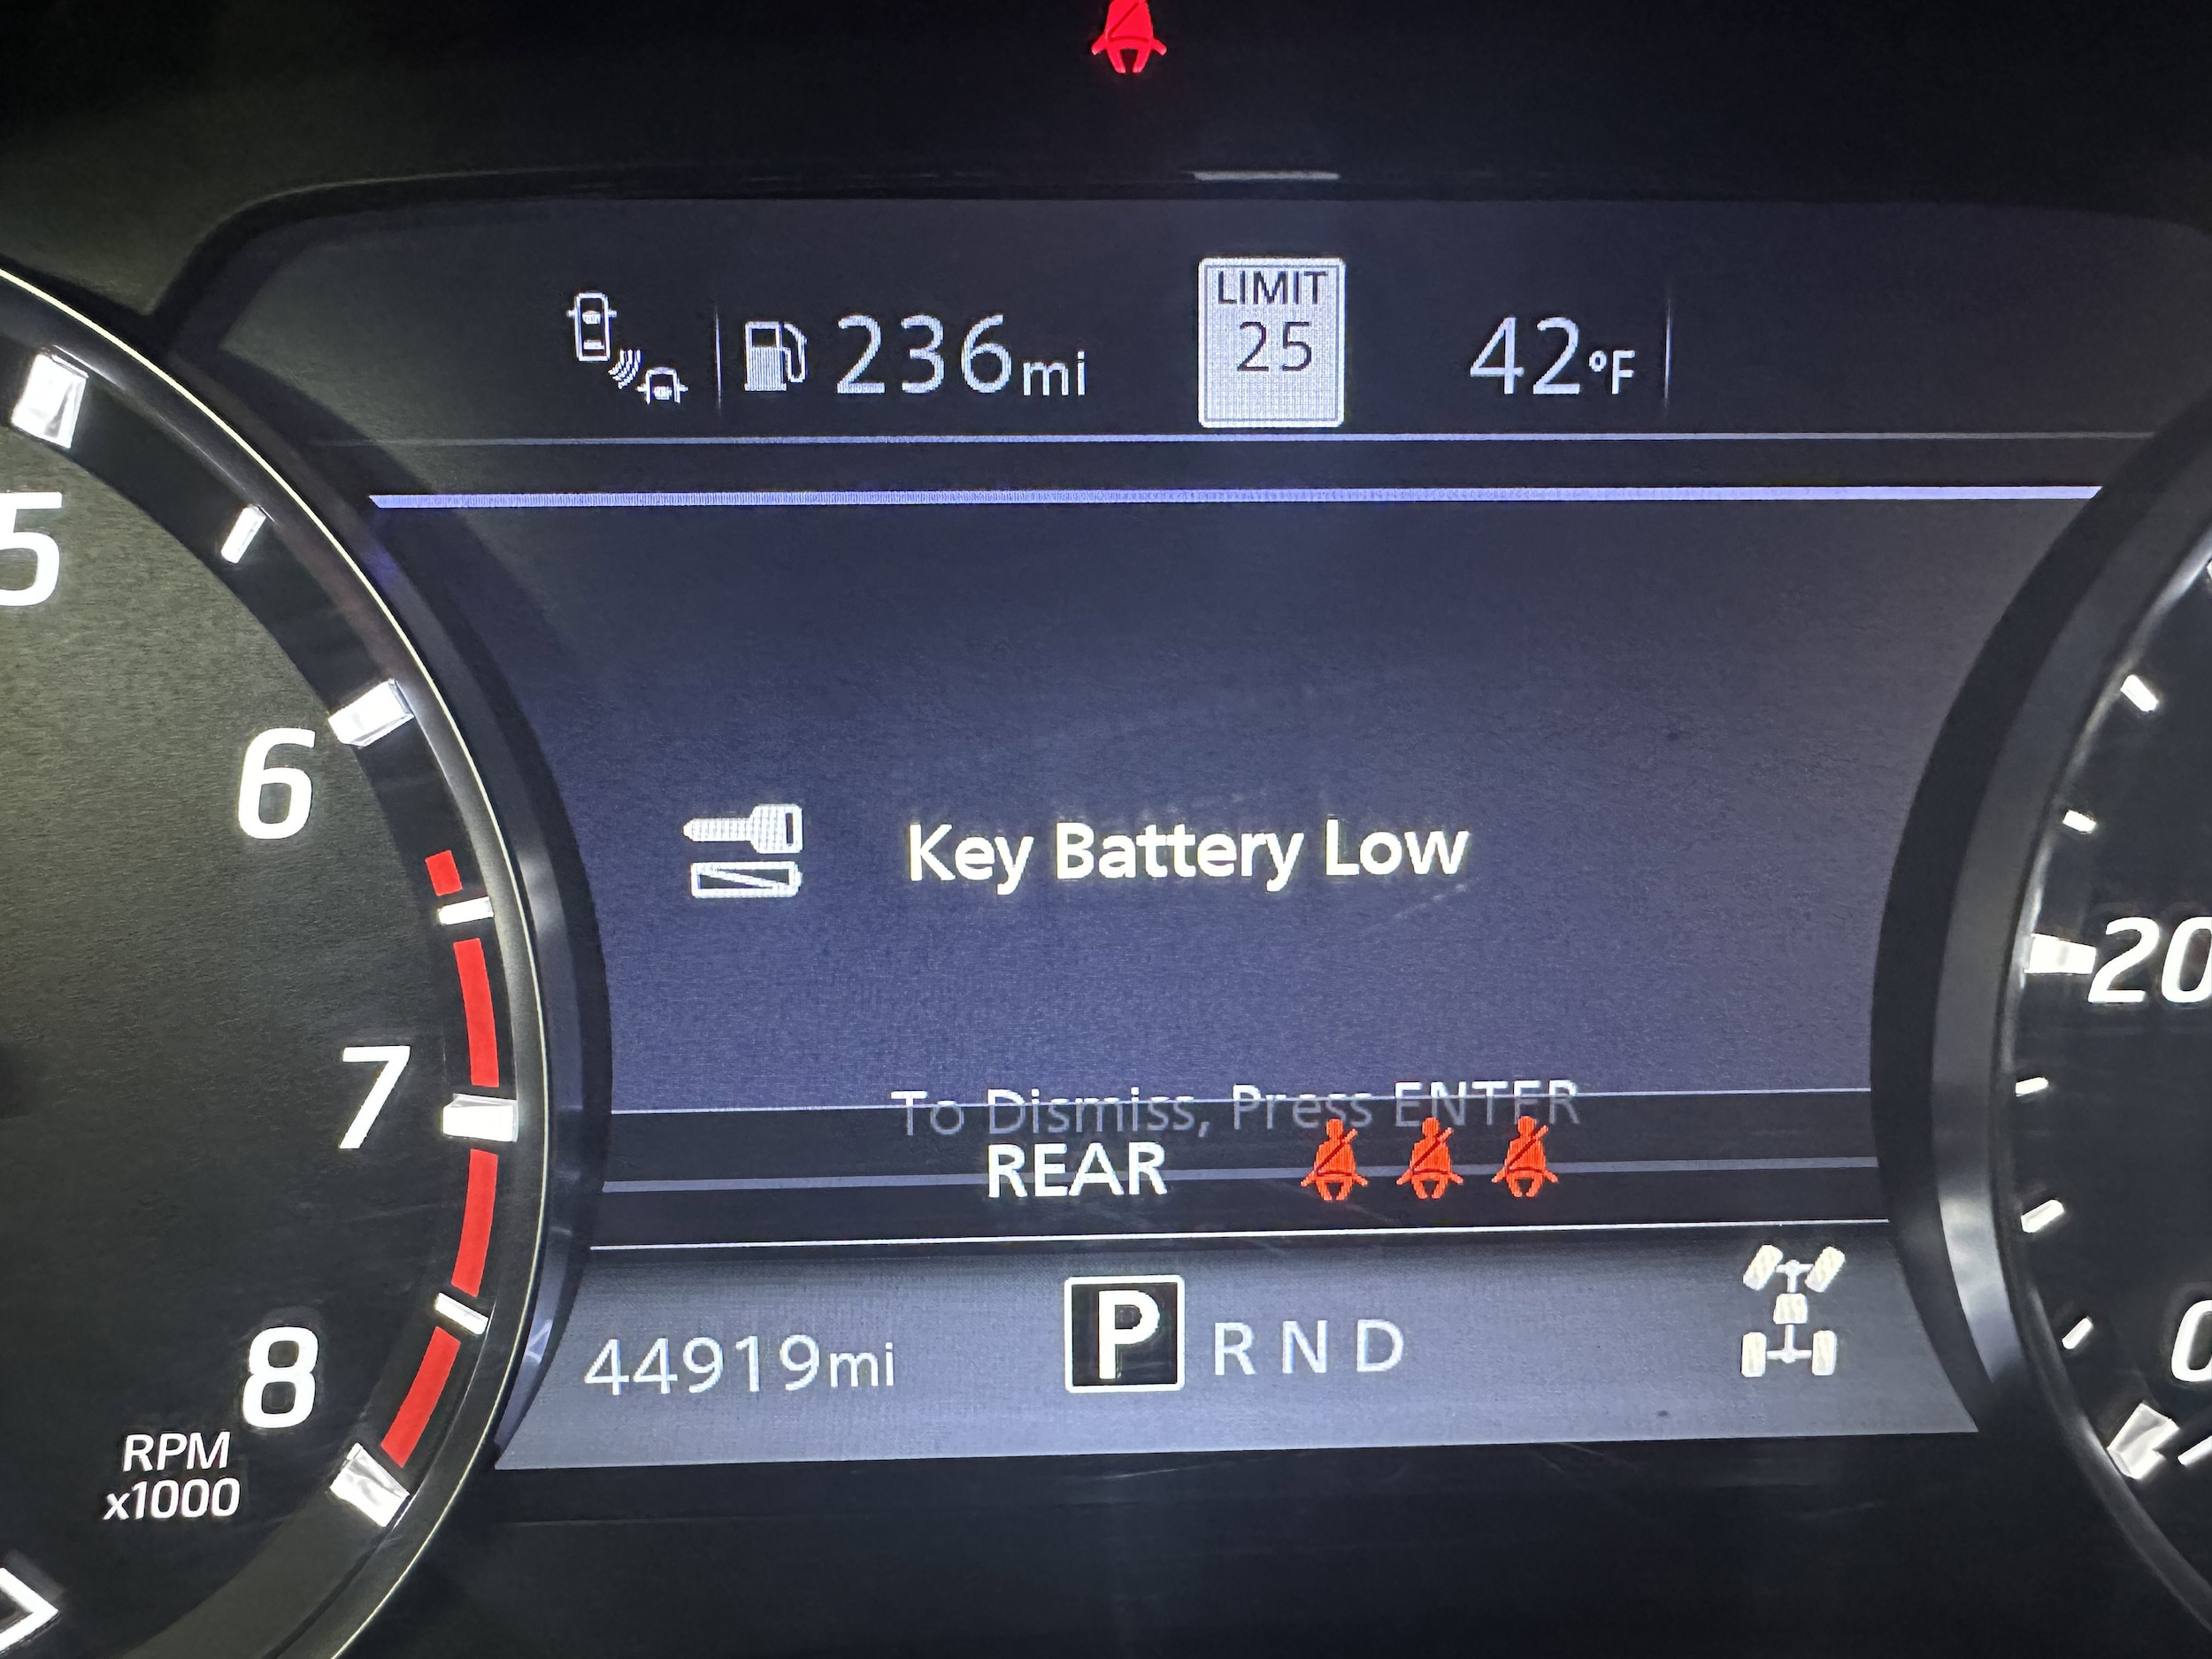 LIMIT
236mi 25 42°F
5
6
Key Battery Low
20
7
To Dismiss, Press ENTER
REAR
8
44919mi P R N D
0
RPM
x1000